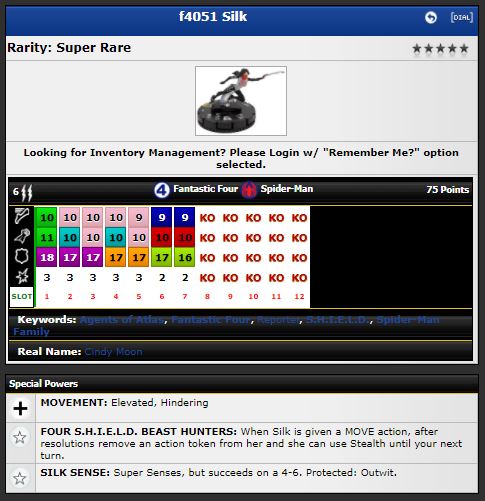 f4051 Silk
[DIAL]
Rarity: Super Rare
Looking for Inventory Management? Please Login w/ "Remember Me?" option
selected.
6 Fantastic Four Spider-Man 75 Points
10 10 10 10 9 9 9 KO KO KO KO KO
11 10 10 10 10 10 10 KO KO KO KO KO
18 17 17 17 17 17 16 KO KO KO KO KO
3 3 3 3 3 2 2 KO KO KO KO KO
SLOT 1 2 3 4 5 6 7 8 9 10 11 12
Keywords: Agents of Atlas, Fantastic Four, Reporter, S.H.I.E.L.D., Spider-Man
Family
Real Name: Cindy Moon
Special Powers
MOVEMENT: Elevated, Hindering
FOUR S.H.I.E.L.D. BEAST HUNTERS: When Silk is given a MOVE action, after
resolutions remove an action token from her and she can use Stealth until your next
turn.
SILK SENSE: Super Senses, but succeeds on a 4-6. Protected: Outwit.